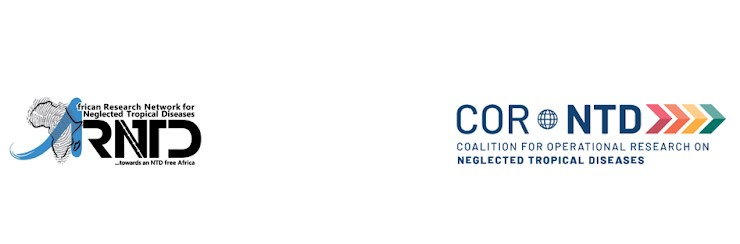 African Research Network for
Neglected Tropical Diseases
ARNTD
...towards an NTD free Africa
COR NTD
COALITION FOR OPERATIONAL RESEARCH ON
NEGLECTED TROPICAL DISEASES